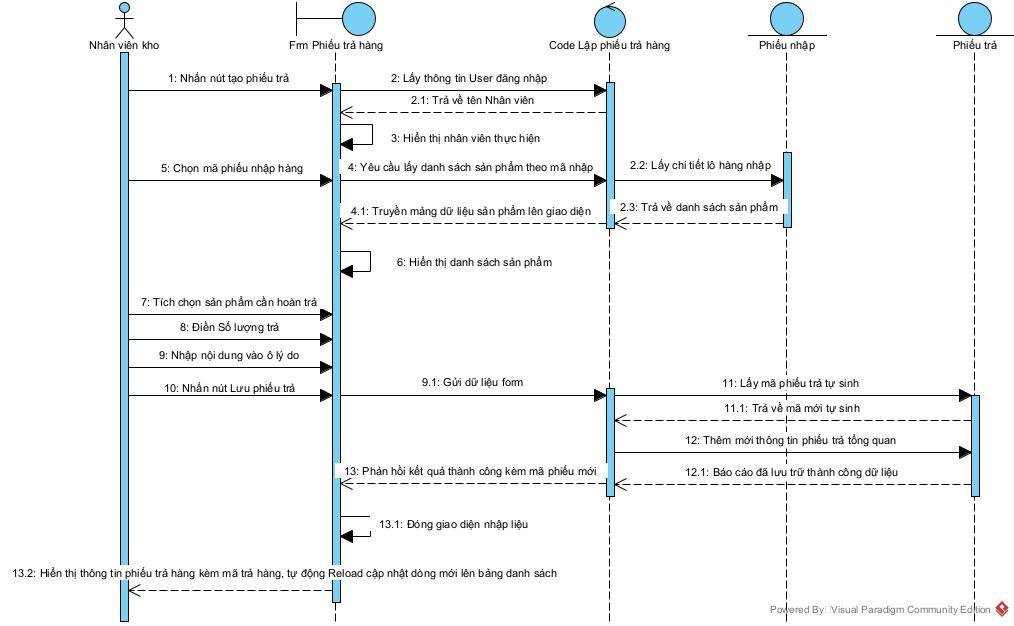 Nhân viên kho
Frm Phiếu trả hàng
Code Lập phiếu trả hàng
Phiếu nhập
Phiếu trả
1: Nhấn nút tạo phiếu trả
2: Lấy thông tin User đăng nhập
2.1: Trả về tên Nhân viên
3: Hiển thị nhân viên thực hiện
5: Chọn mã phiếu nhập hàng
4: Yêu cầu lấy danh sách sản phẩm theo mã nhập
2.2: Lấy chi tiết lô hàng nhập
4.1: Truyền mảng dữ liệu sản phẩm lên giao diện
2.3: Trả về danh sách sản phẩm
6: Hiển thị danh sách sản phẩm
7: Tích chọn sản phẩm cần hoàn trả
8: Điền Số lượng trả
9: Nhập nội dung vào ô lý do
10: Nhấn nút Lưu phiếu trả
9.1: Gửi dữ liệu form
11: Lấy mã phiếu trả tự sinh
11.1: Trả về mã mới tự sinh
12: Thêm mới thông tin phiếu trả tổng quan
13: Phản hồi kết quả thành công kèm mã phiếu mới
12.1: Báo cáo đã lưu trữ thành công dữ liệu
13.1: Đóng giao diện nhập liệu
13.2: Hiển thị thông tin phiếu trả hàng kèm mã trả hàng, tự động Reload cập nhật dòng mới lên bảng danh sách
Powered By Visual Paradigm Community Edition